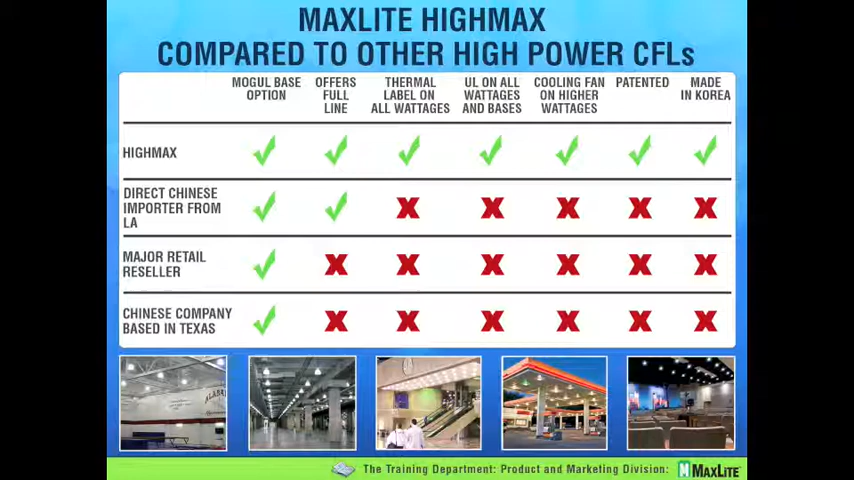 MAXLITE HIGHMAX
COMPARED TO OTHER HIGH POWER CFLs
MOGUL BASE
OPTION
OFFERS
FULL
LINE
THERMAL
LABEL ON
ALL WATTAGES
UL ON ALL
WATTAGES
AND BASES
COOLING FAN
ON HIGHER
WATTAGES
PATENTED
MADE
IN KOREA
HIGHMAX
DIRECT CHINESE
IMPORTER FROM
LA
MAJOR RETAIL
RESELLER
CHINESE COMPANY
BASED IN TEXAS
The Training Department: Product and Marketing Division:
MAXLITE